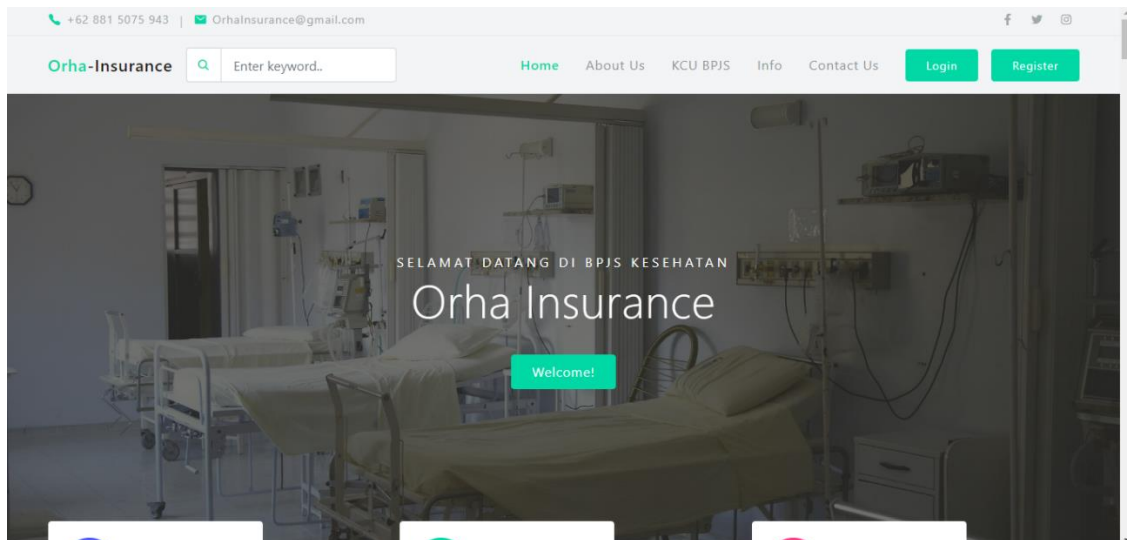 +62 881 5075 943 | OrhaInsurance@gmail.com
Orha-Insurance Enter keyword.. Home About Us KCU BPJS Info Contact Us Login Register
SELAMAT DATANG DI BPJS KESEHATAN
Orha Insurance
Welcome!